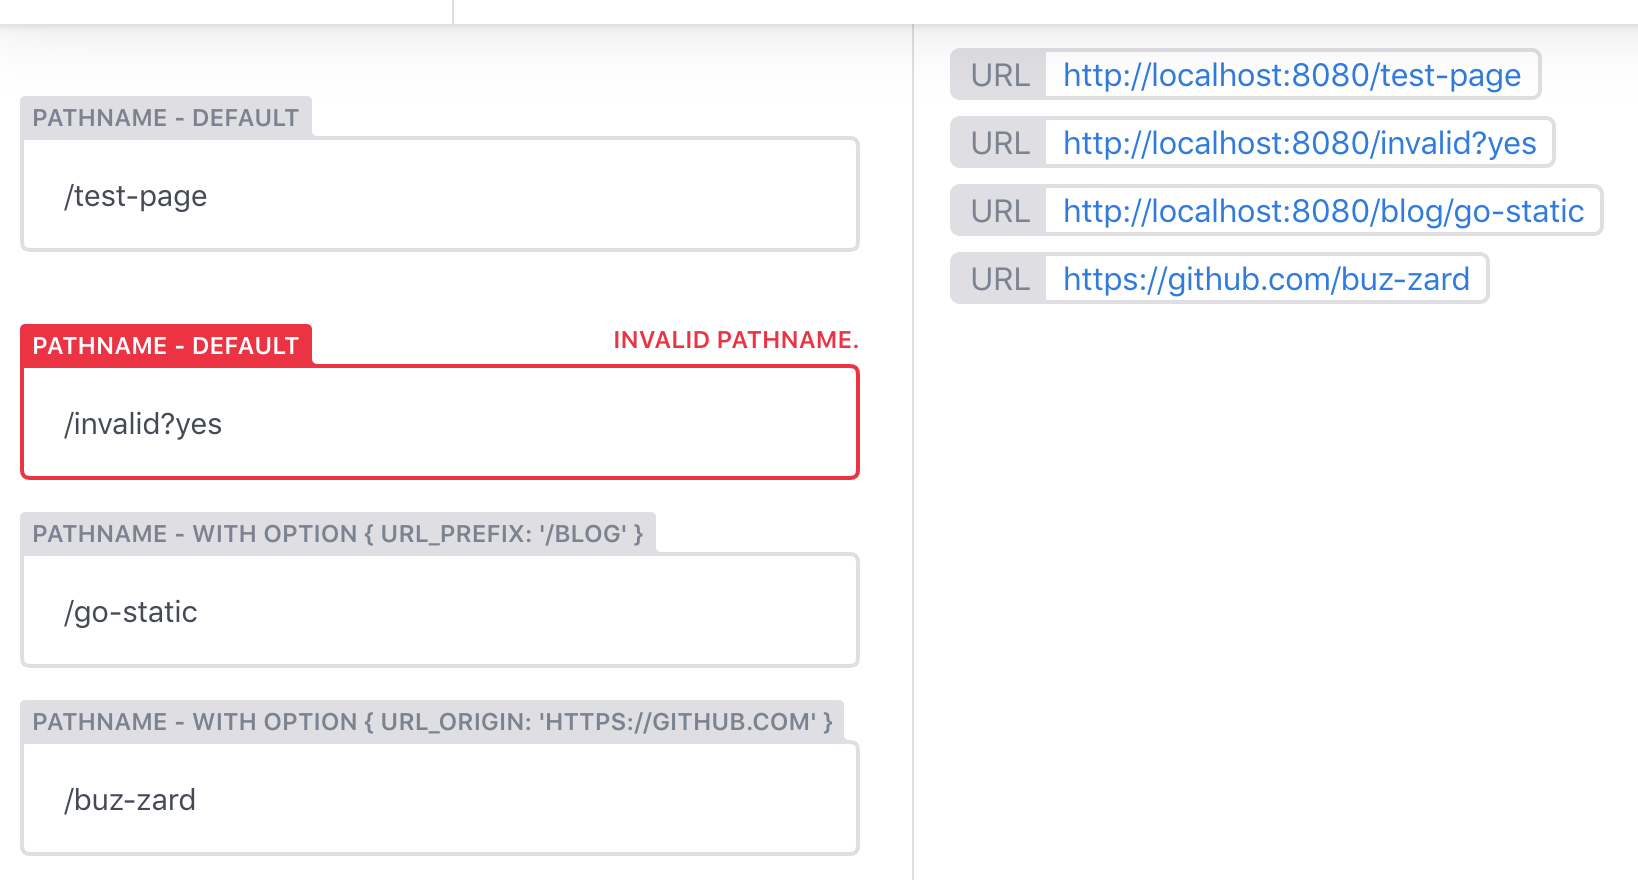 PATHNAME - DEFAULT
/test-page
PATHNAME - DEFAULT
INVALID PATHNAME.
/invalid?yes
PATHNAME - WITH OPTION { URL_PREFIX: '/BLOG' }
/go-static
PATHNAME - WITH OPTION { URL_ORIGIN: 'HTTPS://GITHUB.COM' }
/buz-zard
URL http://localhost:8080/test-page
URL http://localhost:8080/invalid?yes
URL http://localhost:8080/blog/go-static
URL https://github.com/buz-zard